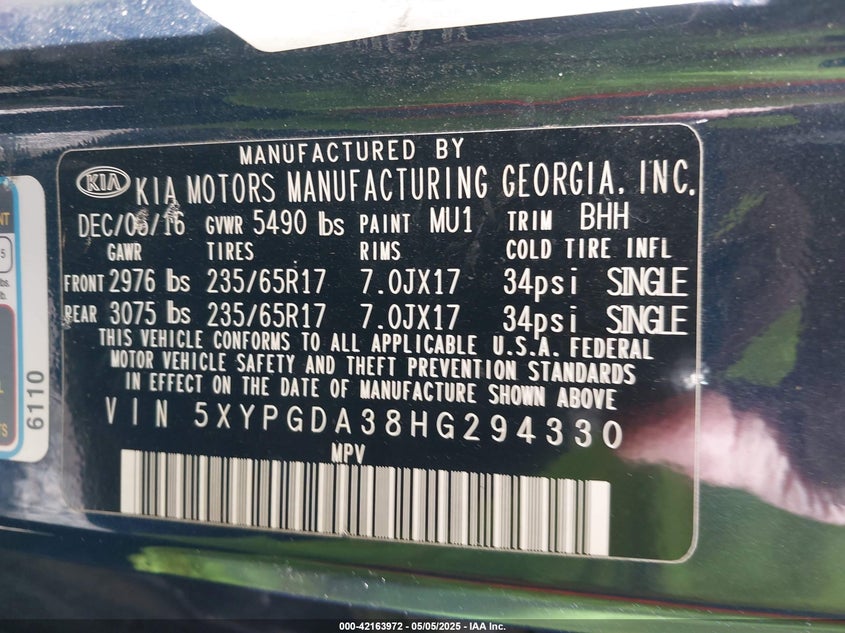 MANUFACTURED BY
KIA KIA MOTORS MANUFACTURING GEORGIA, INC.
DEC/06/16 GVWR 5490 lbs PAINT MU1 TRIM BHH
GAWR TIRES RIMS COLD TIRE INFL
FRONT 2976 lbs 235/65R17 7.0JX17 34psi SINGLE
REAR 3075 lbs 235/65R17 7.0JX17 34psi SINGLE
THIS VEHICLE CONFORMS TO ALL APPLICABLE U.S.A. FEDERAL
MOTOR VEHICLE SAFETY AND THEFT PREVENTION STANDARDS
IN EFFECT ON THE DATE OF MANUFACTURE SHOWN ABOVE
VIN 5XYPGDA38HG294330
MPV
6110
000-42163972 - 05/05/2025 - IAA Inc.